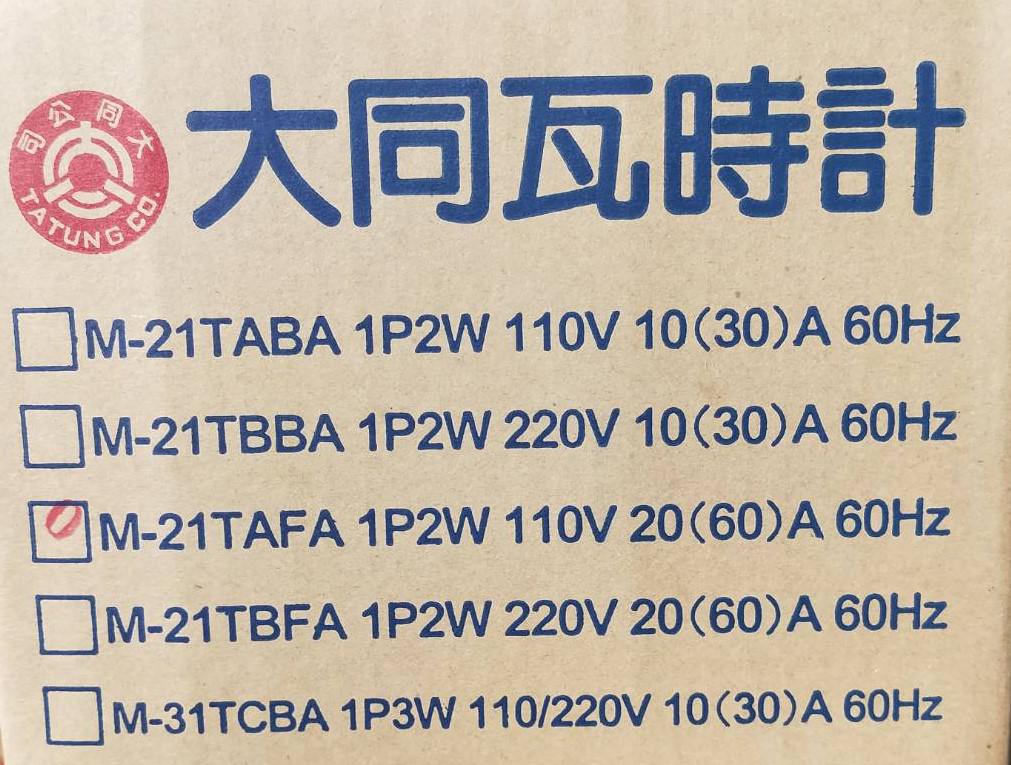 大同瓦時計
大同公司
TATUNG CO.
M-21TABA 1P2W 110V 10(30)A 60Hz
M-21TBBA 1P2W 220V 10(30)A 60Hz
M-21TAFA 1P2W 110V 20(60)A 60Hz
M-21TBFA 1P2W 220V 20(60)A 60Hz
M-31TCBA 1P3W 110/220V 10(30)A 60Hz